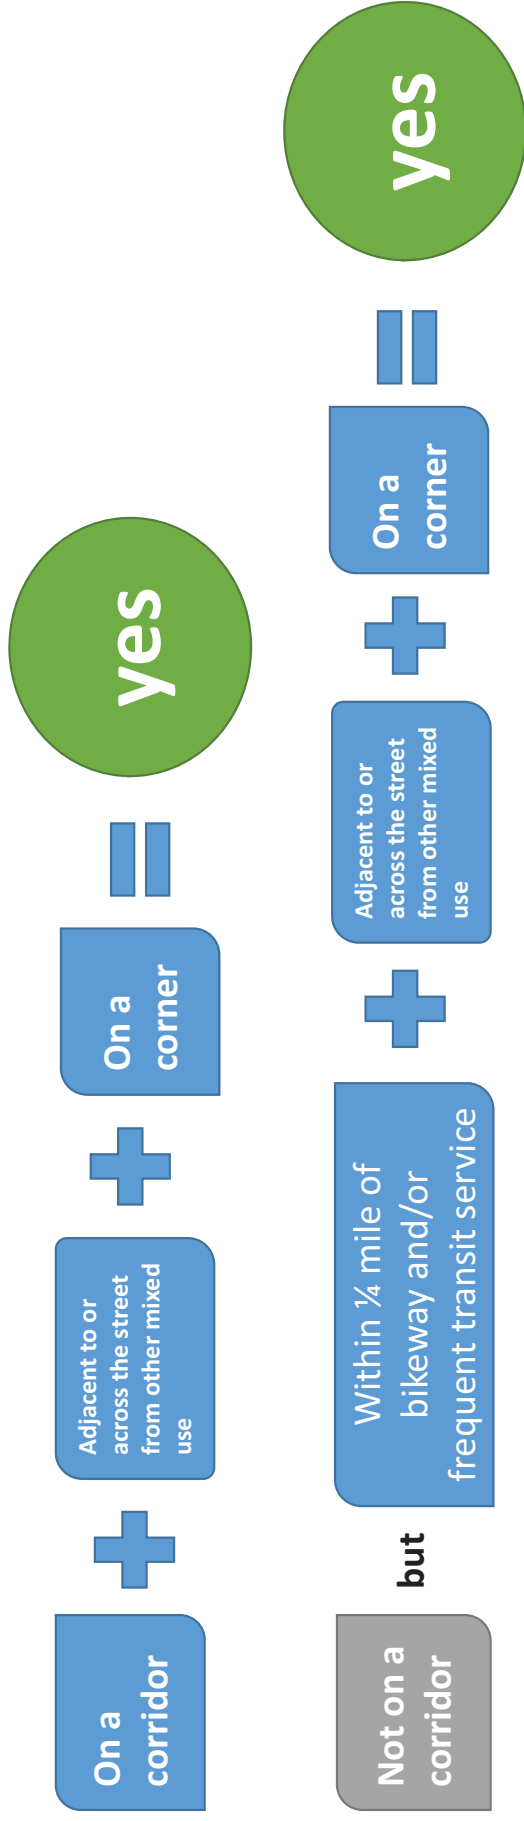 On a
corridor
Adjacent to or
across the street
from other mixed
use
On a
corner
yes
Not on a
corridor
but
Within ¼ mile of
bikeway and/or
frequent transit service
Adjacent to or
across the street
from other mixed
use
On a
corner
yes